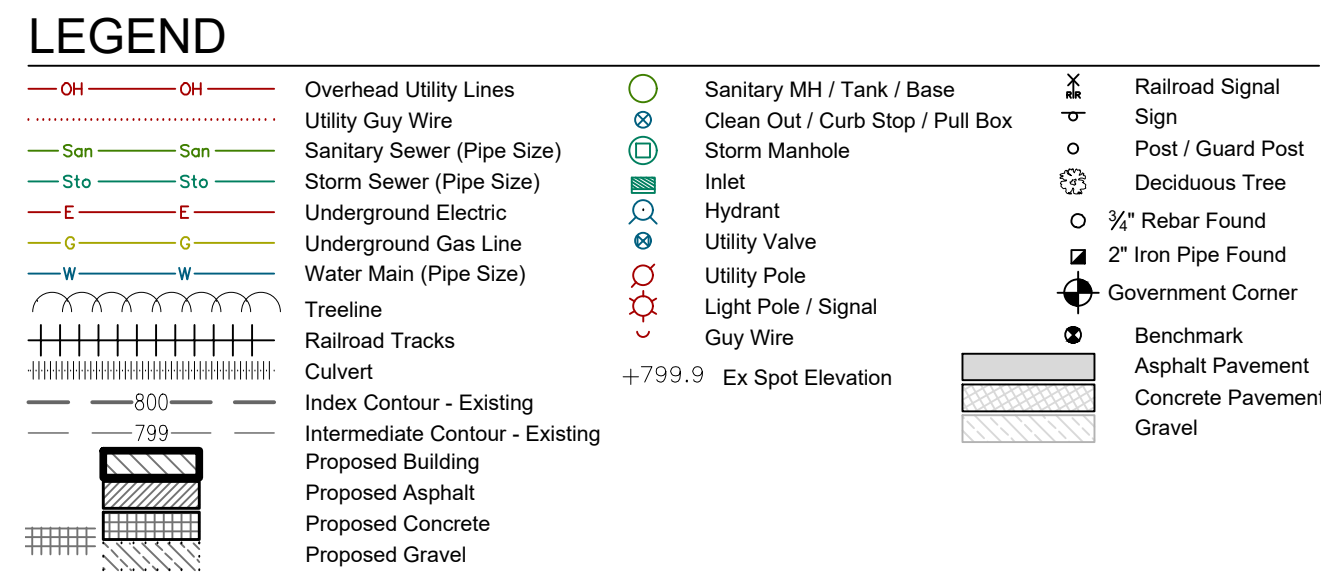 LEGEND
OH OH Overhead Utility Lines
Utility Guy Wire
San San Sanitary Sewer (Pipe Size)
Sto Sto Storm Sewer (Pipe Size)
E E Underground Electric
G G Underground Gas Line
W W Water Main (Pipe Size)
Treeline
Railroad Tracks
Culvert
800 Index Contour - Existing
799 Intermediate Contour - Existing
Proposed Building
Proposed Asphalt
Proposed Concrete
Proposed Gravel
Sanitary MH / Tank / Base
Clean Out / Curb Stop / Pull Box
Storm Manhole
Inlet
Hydrant
Utility Valve
Utility Pole
Light Pole / Signal
Guy Wire
+799.9 Ex Spot Elevation
RR Railroad Signal
Sign
Post / Guard Post
Deciduous Tree
¾" Rebar Found
2" Iron Pipe Found
Government Corner
Benchmark
Asphalt Pavement
Concrete Pavement
Gravel